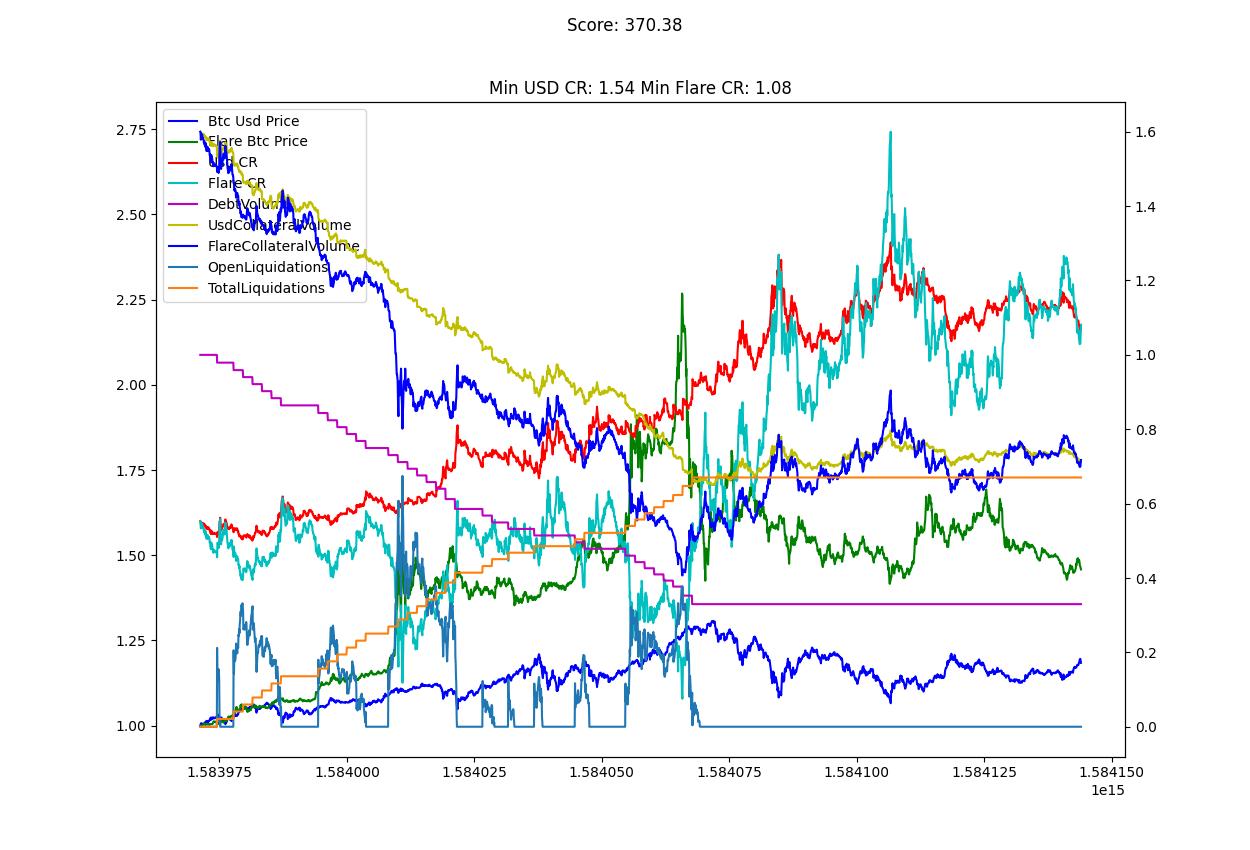 Score: 370.38
Min USD CR: 1.54 Min Flare CR: 1.08
Btc Usd Price
Flare Btc Price
Usd CR
Flare CR
DebtVolume
UsdCollateralVolume
FlareCollateralVolume
OpenLiquidations
TotalLiquidations
2.75
2.50
2.25
2.00
1.75
1.50
1.25
1.00
1.6
1.4
1.2
1.0
0.8
0.6
0.4
0.2
0.0
1.583975
1.584000
1.584025
1.584050
1.584075
1.584100
1.584125
1.584150
1e15